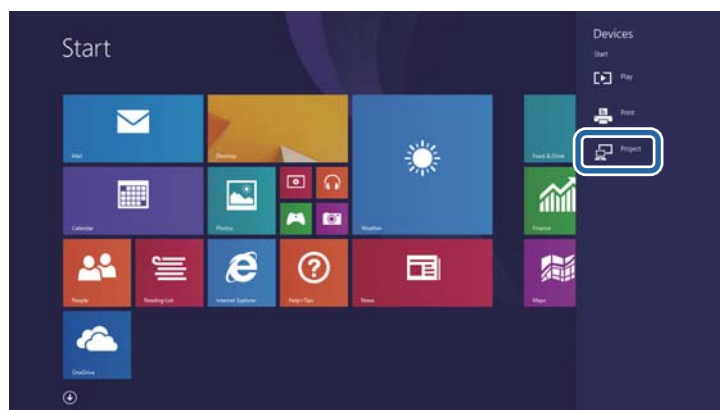 Start
Mail
Desktop
Weather
Food & Drink
Calendar
Photos
Finance
People
Reading List
Internet Explorer
Help+Tips
News
Maps
OneDrive
Devices
Start
Play
Print
Project